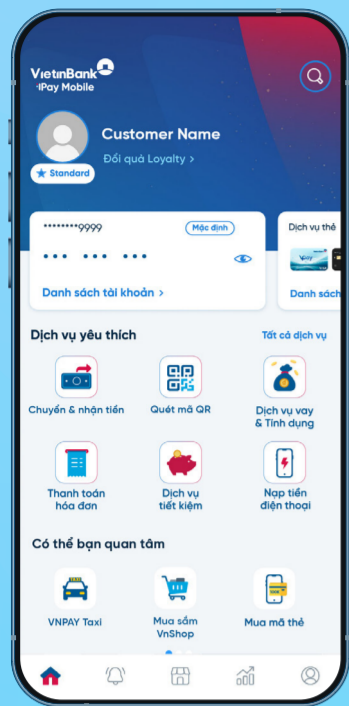 VietinBank
iPay Mobile
Customer Name
Đổi quà Loyalty >
Standard
********9999
Mặc định
Dịch vụ thẻ
••• ••• •••
Danh sách tài khoản >
Danh sách
Dịch vụ yêu thích
Tất cả dịch vụ
Chuyển & nhận tiền
Quét mã QR
Dịch vụ vay
& Tính dụng
Thanh toán
hóa đơn
Dịch vụ
tiết kiệm
Nạp tiền
điện thoại
Có thể bạn quan tâm
VNPAY Taxi
Mua sắm
VnShop
Mua mã thẻ